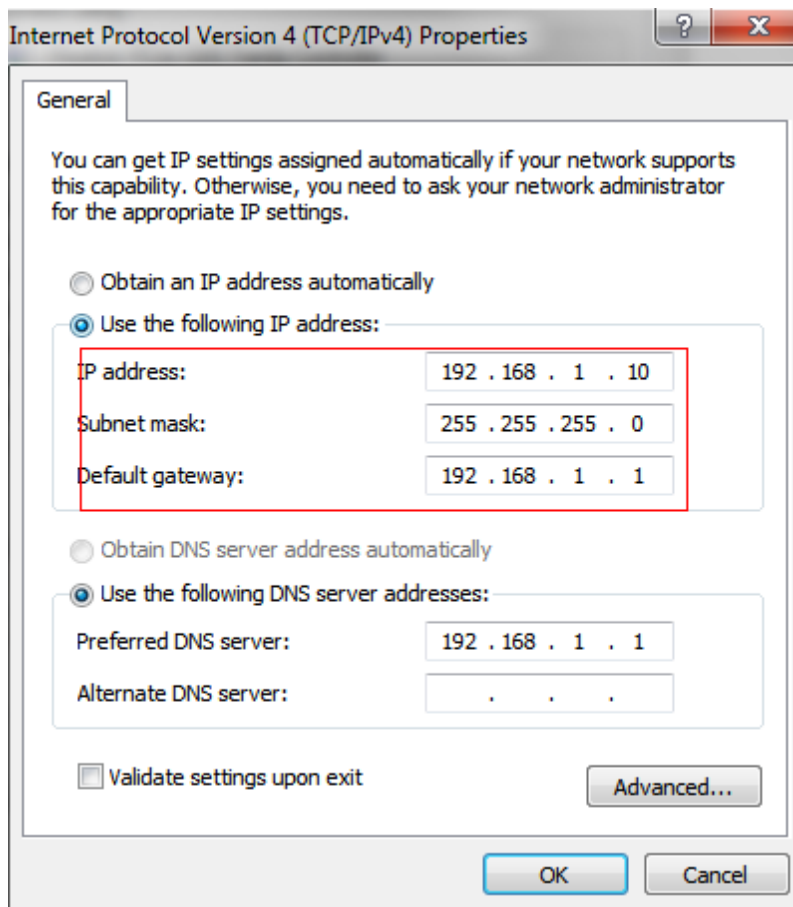 Internet Protocol Version 4 (TCP/IPv4) Properties
?
X
General
You can get IP settings assigned automatically if your network supports
this capability. Otherwise, you need to ask your network administrator
for the appropriate IP settings.
Obtain an IP address automatically
Use the following IP address:
IP address: 192 . 168 . 1 . 10
Subnet mask: 255 . 255 . 255 . 0
Default gateway: 192 . 168 . 1 . 1
Obtain DNS server address automatically
Use the following DNS server addresses:
Preferred DNS server: 192 . 168 . 1 . 1
Alternate DNS server: . . .
Validate settings upon exit
Advanced...
OK Cancel